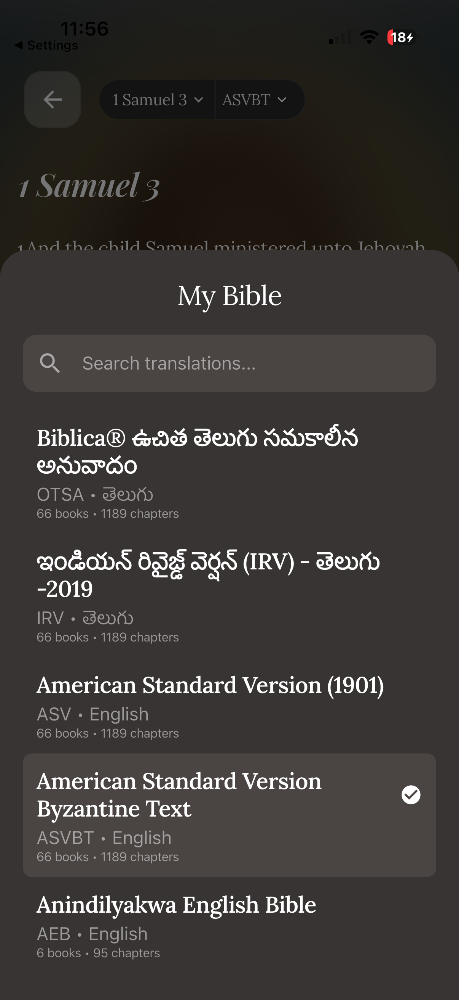 11:56
◀ Settings
18
1 Samuel 3
ASVBT
1 Samuel 3
1 And the child Samuel ministered unto Jehovah
My Bible
Search translations...
Biblica® ఉచిత తెలుగు సమకాలీన
అనువాదం
OTSA • తెలుగు
66 books • 1189 chapters
ఇండియన్ రివైజ్డ్ వెర్షన్ (IRV) - తెలుగు
-2019
IRV • తెలుగు
66 books • 1189 chapters
American Standard Version (1901)
ASV • English
66 books • 1189 chapters
American Standard Version
Byzantine Text
ASVBT • English
66 books • 1189 chapters
Anindilyakwa English Bible
AEB • English
6 books • 95 chapters